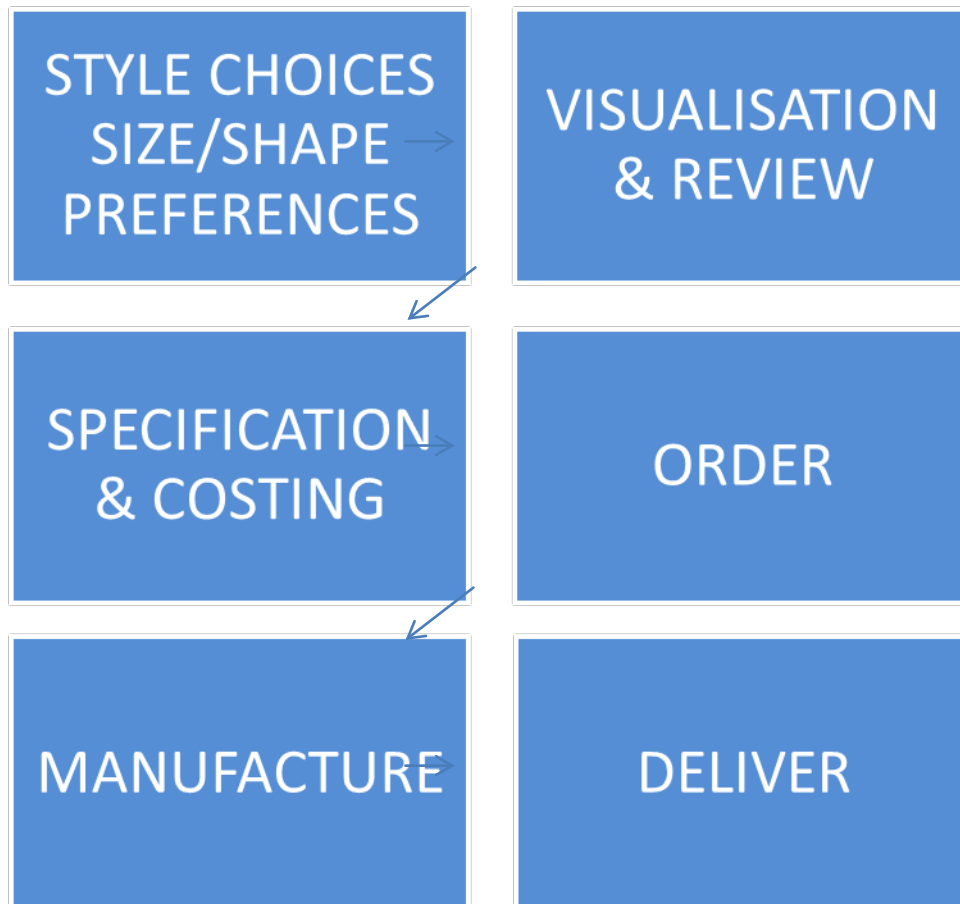 STYLE CHOICES
SIZE/SHAPE
PREFERENCES
VISUALISATION
& REVIEW
SPECIFICATION
& COSTING
ORDER
MANUFACTURE
DELIVER